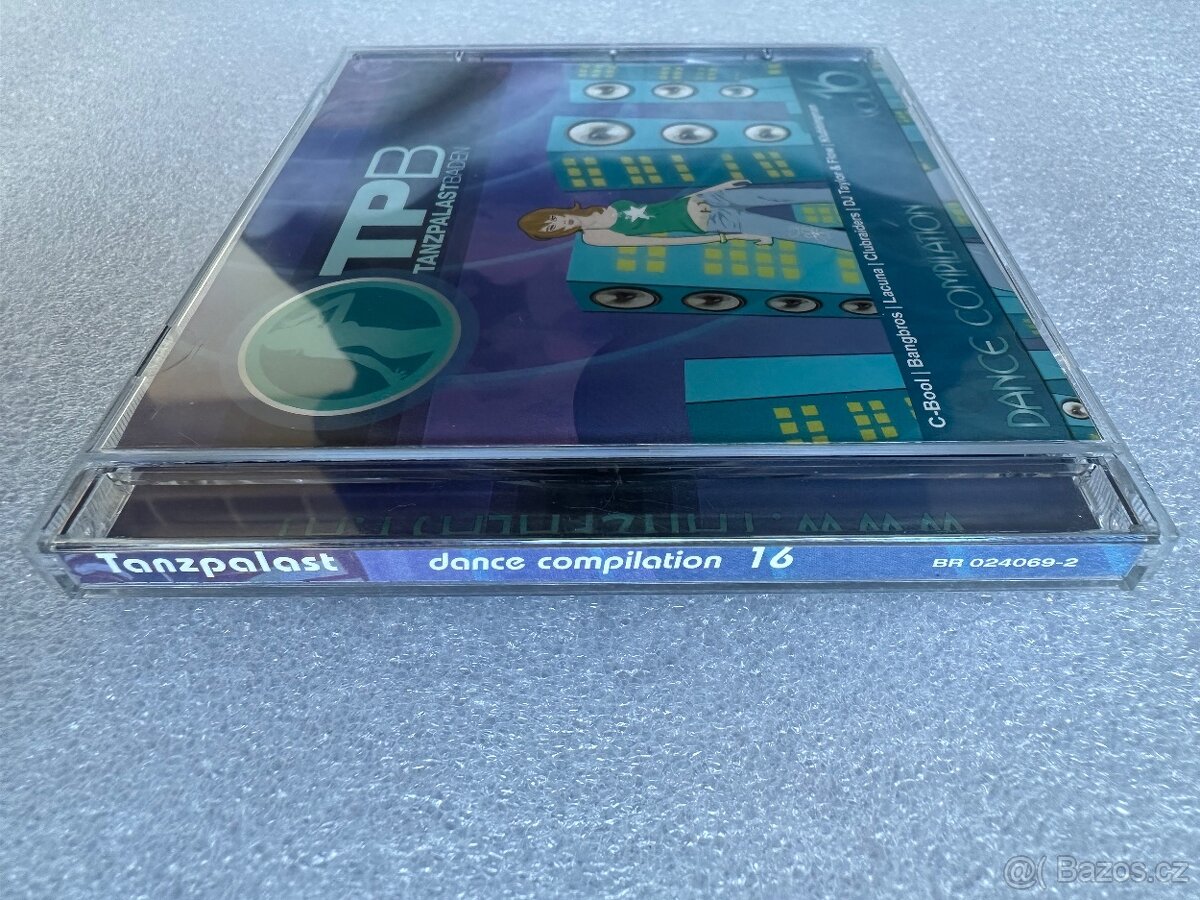 TPB
TANZPALASTBADEN
C-Bool | Bangbros | Lacuna | Clubraiders | DJ Taylor & Flow |
DANCE COMPILATION
VOL. 16
Tanzpalast dance compilation 16 BR 024069-2
@( Bazos.cz